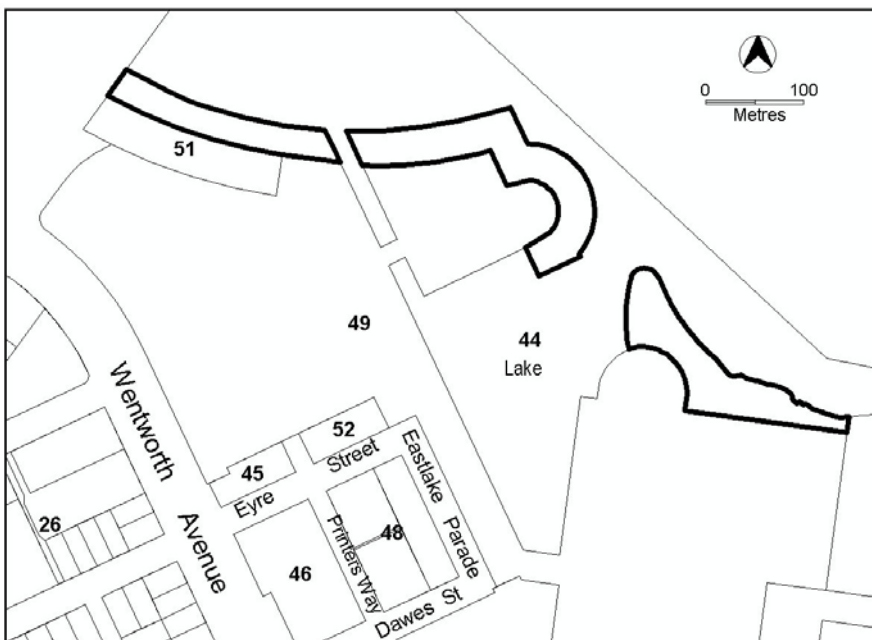 0 100
Metres
51
49
44
Lake
Wentworth
Avenue
52
45
Eyre
Street
Eastlake
Parade
26
46
Printers Way
48
Dawes St